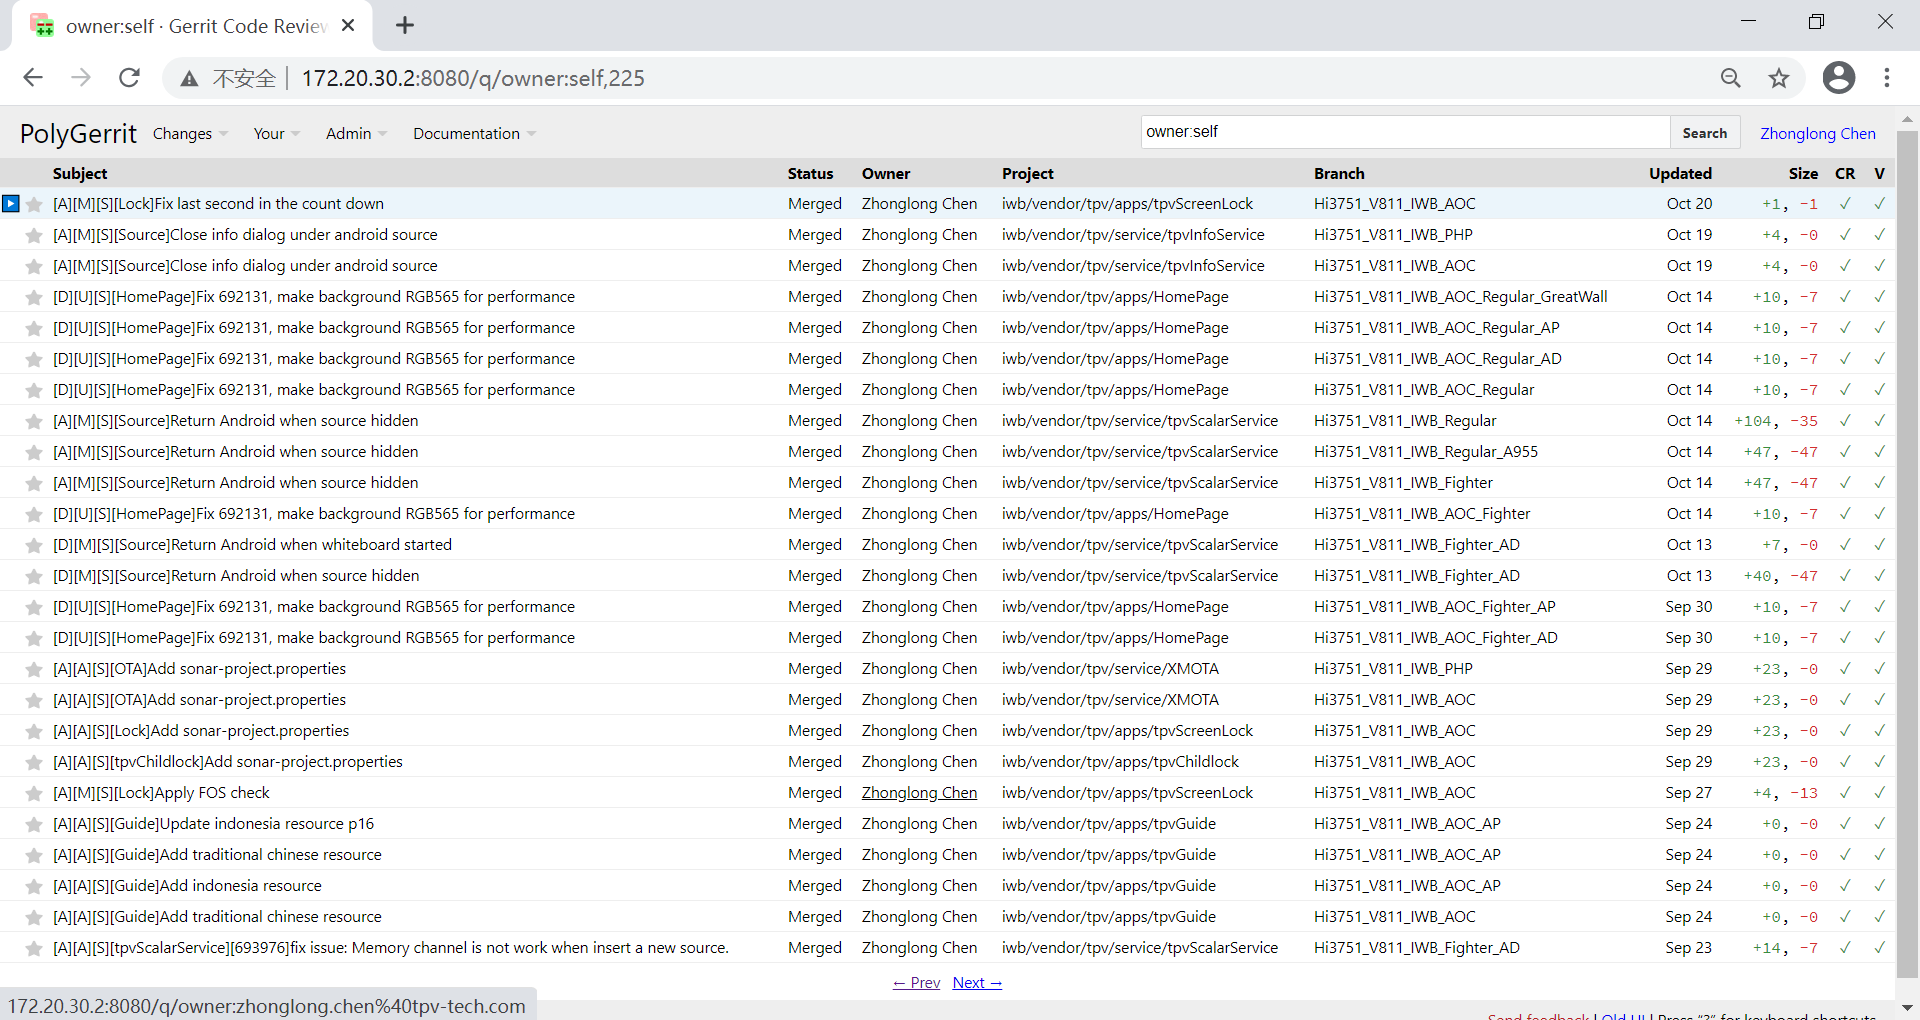 owner:self · Gerrit Code Review
不安全 172.20.30.2:8080/q/owner:self,225
PolyGerrit Changes Your Admin Documentation owner:self Search Zhonglong Chen
Subject Status Owner Project Branch Updated Size CR V
[A][M][S][Lock]Fix last second in the count down Merged Zhonglong Chen iwb/vendor/tpv/apps/tpvScreenLock Hi3751_V811_IWB_AOC Oct 20 +1, -1 ✓ ✓
[A][M][S][Source]Close info dialog under android source Merged Zhonglong Chen iwb/vendor/tpv/service/tpvInfoService Hi3751_V811_IWB_PHP Oct 19 +4, -0 ✓ ✓
[A][M][S][Source]Close info dialog under android source Merged Zhonglong Chen iwb/vendor/tpv/service/tpvInfoService Hi3751_V811_IWB_AOC Oct 19 +4, -0 ✓ ✓
[D][U][S][HomePage]Fix 692131, make background RGB565 for performance Merged Zhonglong Chen iwb/vendor/tpv/apps/HomePage Hi3751_V811_IWB_AOC_Regular_GreatWall Oct 14 +10, -7 ✓ ✓
[D][U][S][HomePage]Fix 692131, make background RGB565 for performance Merged Zhonglong Chen iwb/vendor/tpv/apps/HomePage Hi3751_V811_IWB_AOC_Regular_AP Oct 14 +10, -7 ✓ ✓
[D][U][S][HomePage]Fix 692131, make background RGB565 for performance Merged Zhonglong Chen iwb/vendor/tpv/apps/HomePage Hi3751_V811_IWB_AOC_Regular_AD Oct 14 +10, -7 ✓ ✓
[D][U][S][HomePage]Fix 692131, make background RGB565 for performance Merged Zhonglong Chen iwb/vendor/tpv/apps/HomePage Hi3751_V811_IWB_AOC_Regular Oct 14 +10, -7 ✓ ✓
[A][M][S][Source]Return Android when source hidden Merged Zhonglong Chen iwb/vendor/tpv/service/tpvScalarService Hi3751_V811_IWB_Regular Oct 14 +104, -35 ✓ ✓
[A][M][S][Source]Return Android when source hidden Merged Zhonglong Chen iwb/vendor/tpv/service/tpvScalarService Hi3751_V811_IWB_Regular_A955 Oct 14 +47, -47 ✓ ✓
[A][M][S][Source]Return Android when source hidden Merged Zhonglong Chen iwb/vendor/tpv/service/tpvScalarService Hi3751_V811_IWB_Fighter Oct 14 +47, -47 ✓ ✓
[D][U][S][HomePage]Fix 692131, make background RGB565 for performance Merged Zhonglong Chen iwb/vendor/tpv/apps/HomePage Hi3751_V811_IWB_AOC_Fighter Oct 14 +10, -7 ✓ ✓
[D][M][S][Source]Return Android when whiteboard started Merged Zhonglong Chen iwb/vendor/tpv/service/tpvScalarService Hi3751_V811_IWB_Fighter_AD Oct 13 +7, -0 ✓ ✓
[D][M][S][Source]Return Android when source hidden Merged Zhonglong Chen iwb/vendor/tpv/service/tpvScalarService Hi3751_V811_IWB_Fighter_AD Oct 13 +40, -47 ✓ ✓
[D][U][S][HomePage]Fix 692131, make background RGB565 for performance Merged Zhonglong Chen iwb/vendor/tpv/apps/HomePage Hi3751_V811_IWB_AOC_Fighter_AP Sep 30 +10, -7 ✓ ✓
[D][U][S][HomePage]Fix 692131, make background RGB565 for performance Merged Zhonglong Chen iwb/vendor/tpv/apps/HomePage Hi3751_V811_IWB_AOC_Fighter_AD Sep 30 +10, -7 ✓ ✓
[A][A][S][OTA]Add sonar-project.properties Merged Zhonglong Chen iwb/vendor/tpv/service/XMOTA Hi3751_V811_IWB_PHP Sep 29 +23, -0 ✓ ✓
[A][A][S][OTA]Add sonar-project.properties Merged Zhonglong Chen iwb/vendor/tpv/service/XMOTA Hi3751_V811_IWB_AOC Sep 29 +23, -0 ✓ ✓
[A][A][S][Lock]Add sonar-project.properties Merged Zhonglong Chen iwb/vendor/tpv/apps/tpvScreenLock Hi3751_V811_IWB_AOC Sep 29 +23, -0 ✓ ✓
[A][A][S][tpvChildlock]Add sonar-project.properties Merged Zhonglong Chen iwb/vendor/tpv/apps/tpvChildlock Hi3751_V811_IWB_AOC Sep 29 +23, -0 ✓ ✓
[A][M][S][Lock]Apply FOS check Merged Zhonglong Chen iwb/vendor/tpv/apps/tpvScreenLock Hi3751_V811_IWB_AOC Sep 27 +4, -13 ✓ ✓
[A][A][S][Guide]Update indonesia resource p16 Merged Zhonglong Chen iwb/vendor/tpv/apps/tpvGuide Hi3751_V811_IWB_AOC_AP Sep 24 +0, -0 ✓ ✓
[A][A][S][Guide]Add traditional chinese resource Merged Zhonglong Chen iwb/vendor/tpv/apps/tpvGuide Hi3751_V811_IWB_AOC_AP Sep 24 +0, -0 ✓ ✓
[A][A][S][Guide]Add indonesia resource Merged Zhonglong Chen iwb/vendor/tpv/apps/tpvGuide Hi3751_V811_IWB_AOC_AP Sep 24 +0, -0 ✓ ✓
[A][A][S][Guide]Add traditional chinese resource Merged Zhonglong Chen iwb/vendor/tpv/apps/tpvGuide Hi3751_V811_IWB_AOC Sep 24 +0, -0 ✓ ✓
[A][A][S][tpvScalarService][693976]fix issue: Memory channel is not work when insert a new source. Merged Zhonglong Chen iwb/vendor/tpv/service/tpvScalarService Hi3751_V811_IWB_Fighter_AD Sep 23 +14, -7 ✓ ✓
← Prev Next →
172.20.30.2:8080/q/owner:zhonglong.chen%40tpv-tech.com
Send feedback | Old UI | Press “?” for keyboard shortcuts